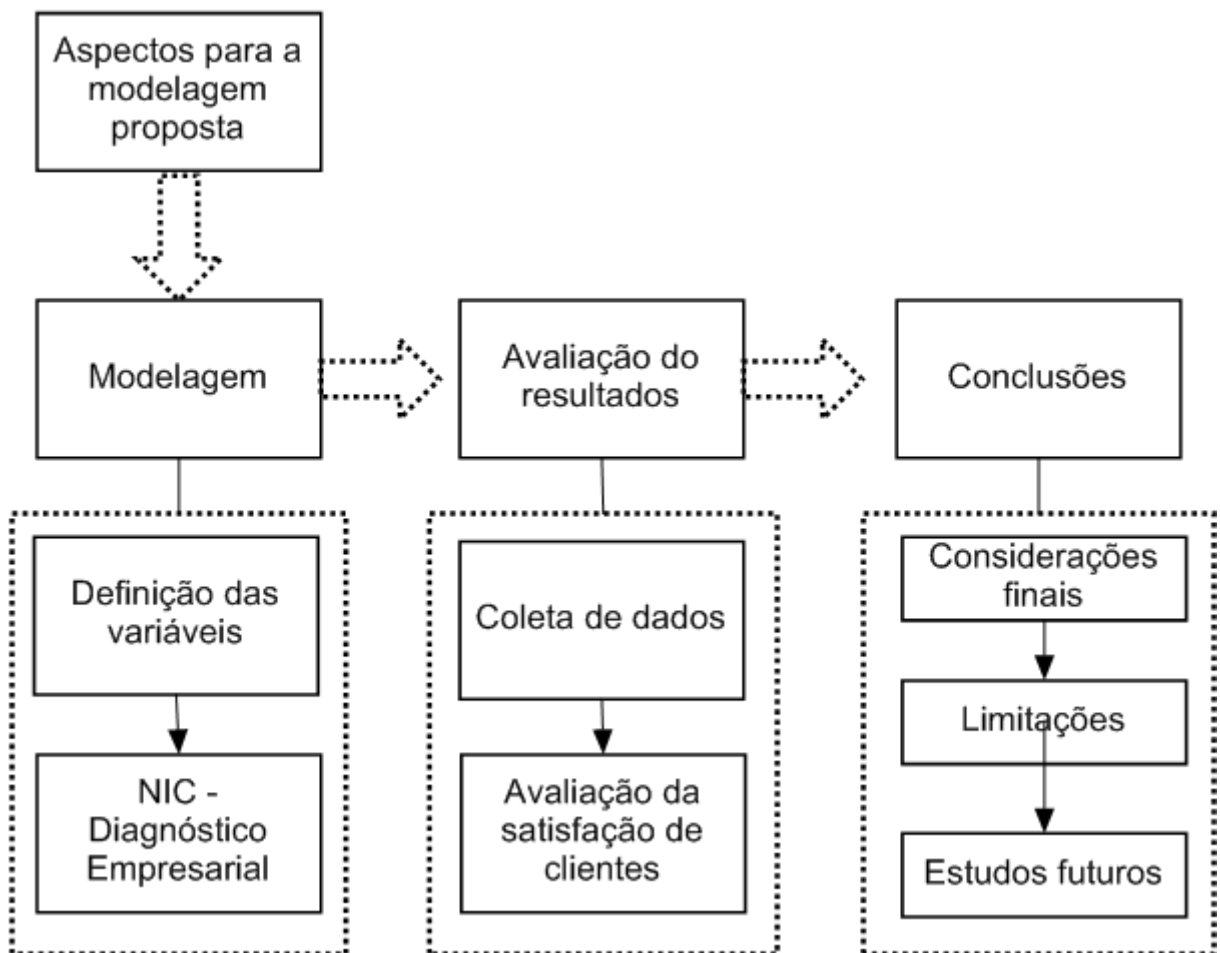 Aspectos para a
modelagem
proposta
Modelagem
Avaliação do
resultados
Conclusões
Definição das
variáveis
NIC -
Diagnóstico
Empresarial
Coleta de dados
Avaliação da
satisfação de
clientes
Considerações
finais
Limitações
Estudos futuros